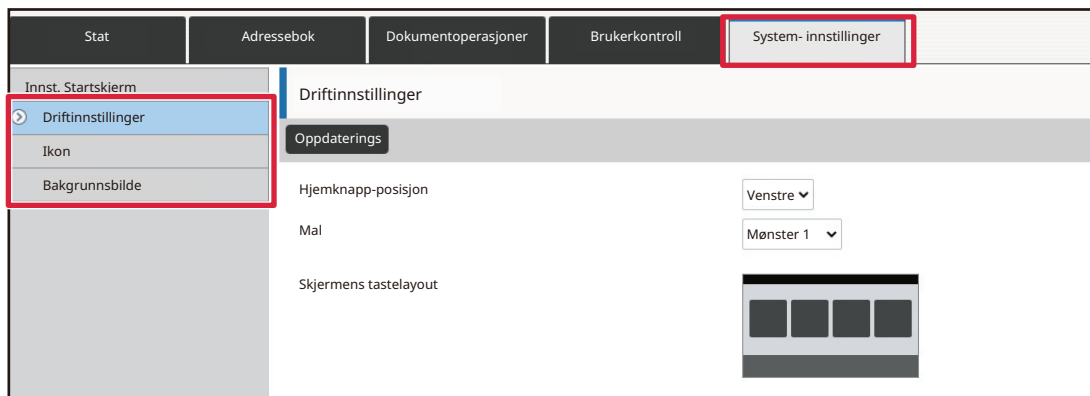 Stat
Adressebok
Dokumentoperasjoner
Brukerkontroll
System- innstillinger
Innst. Startskjerm
Driftinnstillinger
Ikon
Bakgrunnsbilde
Driftinnstillinger
Oppdaterings
Hjemknapp-posisjon
Venstre
Mal
Mønster 1
Skjermens tastelayout